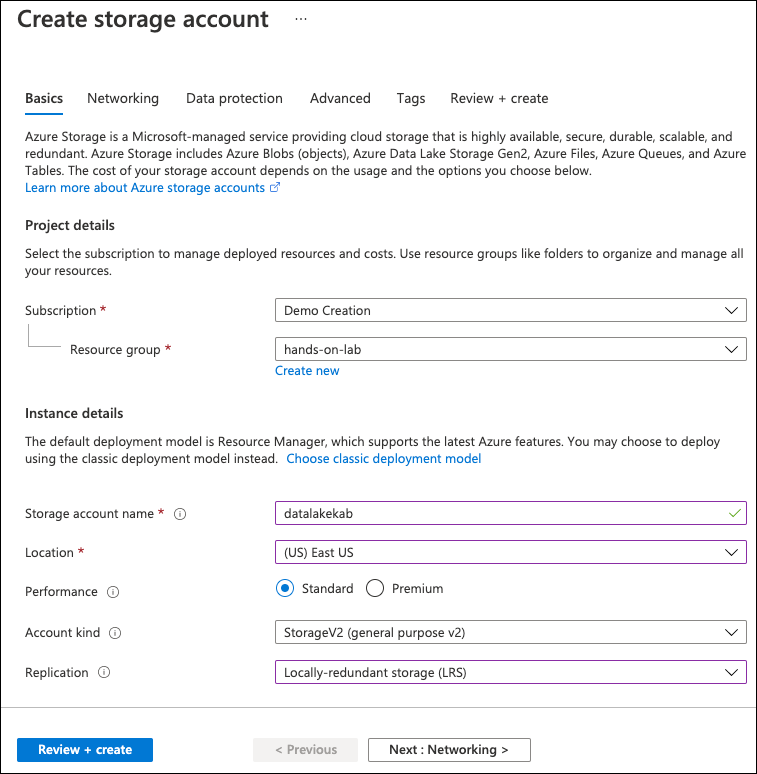 Create storage account ...
Basics Networking Data protection Advanced Tags Review + create
Azure Storage is a Microsoft-managed service providing cloud storage that is highly available, secure, durable, scalable, and
redundant. Azure Storage includes Azure Blobs (objects), Azure Data Lake Storage Gen2, Azure Files, Azure Queues, and Azure
Tables. The cost of your storage account depends on the usage and the options you choose below.
Learn more about Azure storage accounts
Project details
Select the subscription to manage deployed resources and costs. Use resource groups like folders to organize and manage all
your resources.
Subscription * Demo Creation
Resource group * hands-on-lab
Create new
Instance details
The default deployment model is Resource Manager, which supports the latest Azure features. You may choose to deploy
using the classic deployment model instead. Choose classic deployment model
Storage account name * datalakekab
Location * (US) East US
Performance Standard Premium
Account kind StorageV2 (general purpose v2)
Replication Locally-redundant storage (LRS)
Review + create < Previous Next : Networking >